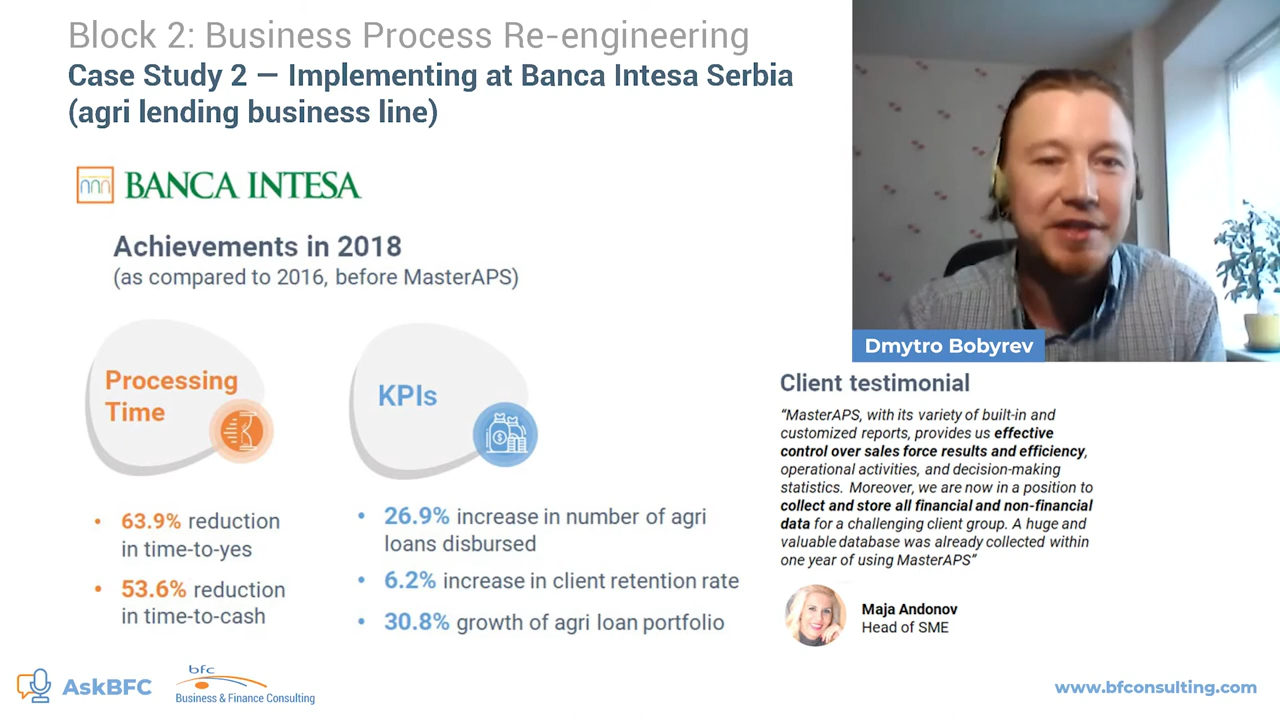 Block 2: Business Process Re-engineering
Case Study 2 — Implementing at Banca Intesa Serbia
(agri lending business line)
BANCA INTESA
Achievements in 2018
(as compared to 2016, before MasterAPS)
Processing
Time
• 63.9% reduction
in time-to-yes
• 53.6% reduction
in time-to-cash
KPIs
• 26.9% increase in number of agri
loans disbursed
• 6.2% increase in client retention rate
• 30.8% growth of agri loan portfolio
Dmytro Bobyrev
Client testimonial
“MasterAPS, with its variety of built-in and
customized reports, provides us effective
control over sales force results and efficiency,
operational activities, and decision-making
statistics. Moreover, we are now in a position to
collect and store all financial and non-financial
data for a challenging client group. A huge and
valuable database was already collected within
one year of using MasterAPS”
Maja Andonov
Head of SME
AskBFC
bfc
Business & Finance Consulting
www.bfconsulting.com